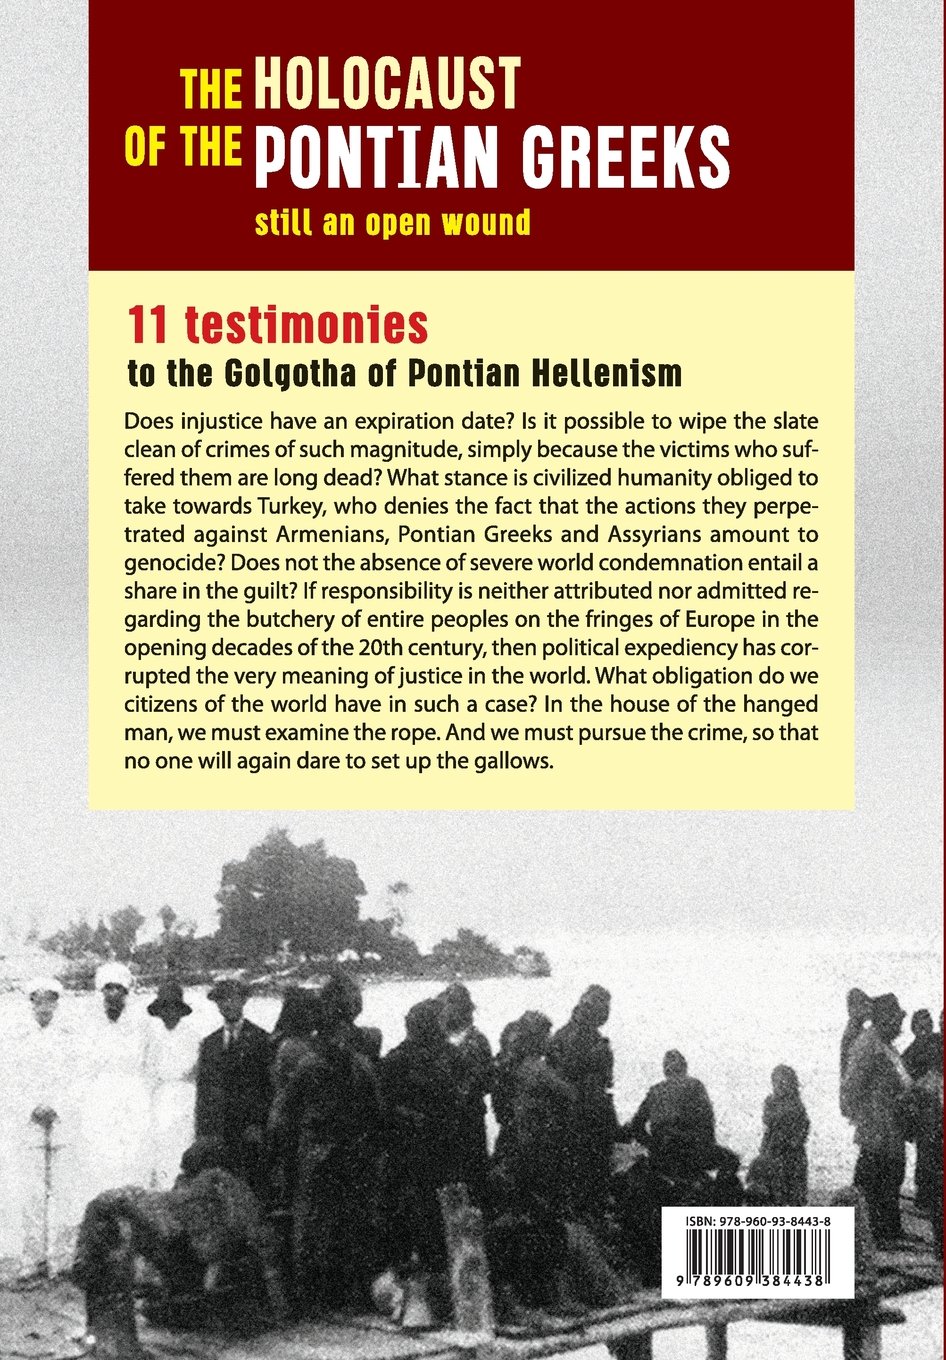 THE HOLOCAUST
OF THE PONTIAN GREEKS
still an open wound
11 testimonies
to the Golgotha of Pontian Hellenism
Does injustice have an expiration date? Is it possible to wipe the slate
clean of crimes of such magnitude, simply because the victims who suf-
fered them are long dead? What stance is civilized humanity obliged to
take towards Turkey, who denies the fact that the actions they perpe-
trated against Armenians, Pontian Greeks and Assyrians amount to
genocide? Does not the absence of severe world condemnation entail a
share in the guilt? If responsibility is neither attributed nor admitted re-
garding the butchery of entire peoples on the fringes of Europe in the
opening decades of the 20th century, then political expediency has cor-
rupted the very meaning of justice in the world. What obligation do we
citizens of the world have in such a case? In the house of the hanged
man, we must examine the rope. And we must pursue the crime, so that
no one will again dare to set up the gallows.
ISBN: 978-960-93-8443-8
9 789609 384438